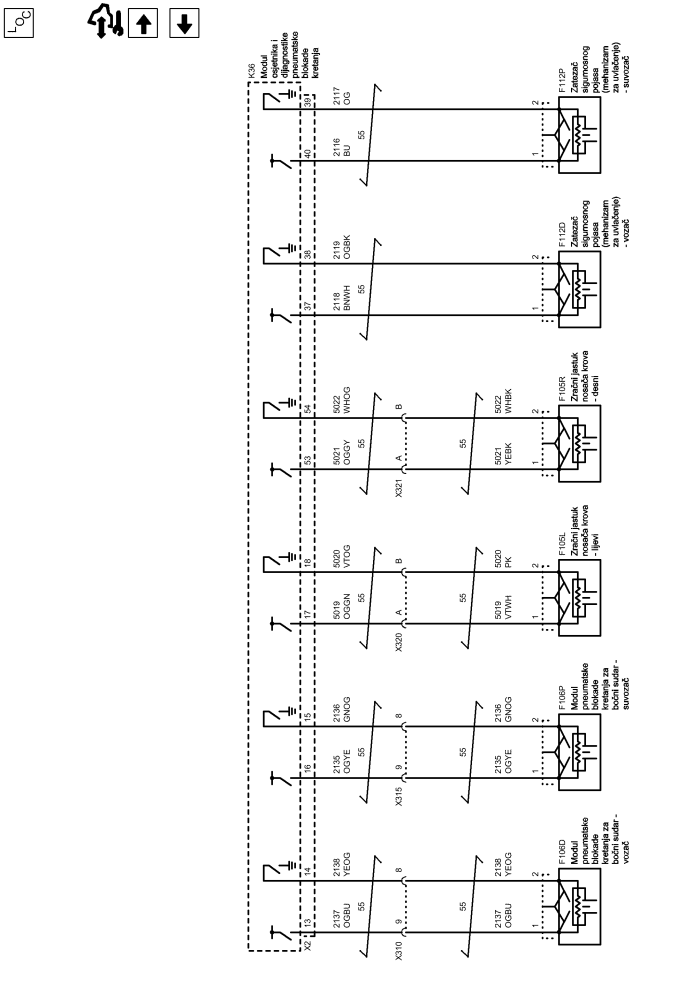 LOC
K36
Modul
osjetnika i
dijagnostike
pneumatske
blokade
kretanja
X2
13
14
16
15
17
18
53
54
37
38
40
39
2137
OGBU
2138
YEOG
2135
OGYE
2136
GNOG
5019
OGGN
5020
VTOG
5021
OGGY
5022
WHOG
2118
BNWH
2119
OGBK
2116
BU
2117
OG
55
55
55
55
55
55
X310
9
8
X315
9
8
X320
A
B
X321
A
B
55
55
55
55
2137
OGBU
2138
YEOG
2135
OGYE
2136
GNOG
5019
VTWH
5020
PK
5021
YEBK
5022
WHBK
1
2
1
2
1
2
1
2
1
2
1
2
F106D
Modul
pneumatske
blokade
kretanja za
bočni sudar -
vozač
F106P
Modul
pneumatske
blokade
kretanja za
bočni sudar -
suvozač
F105L
Zračni jastuk
nosača krova
- lijevi
F105R
Zračni jastuk
nosača krova
- desni
F112D
Zatezač
sigurnosnog
pojasa
(mehanizam
za uvlačenje)
- vozač
F112P
Zatezač
sigurnosnog
pojasa
(mehanizam
za uvlačenje)
- suvozač